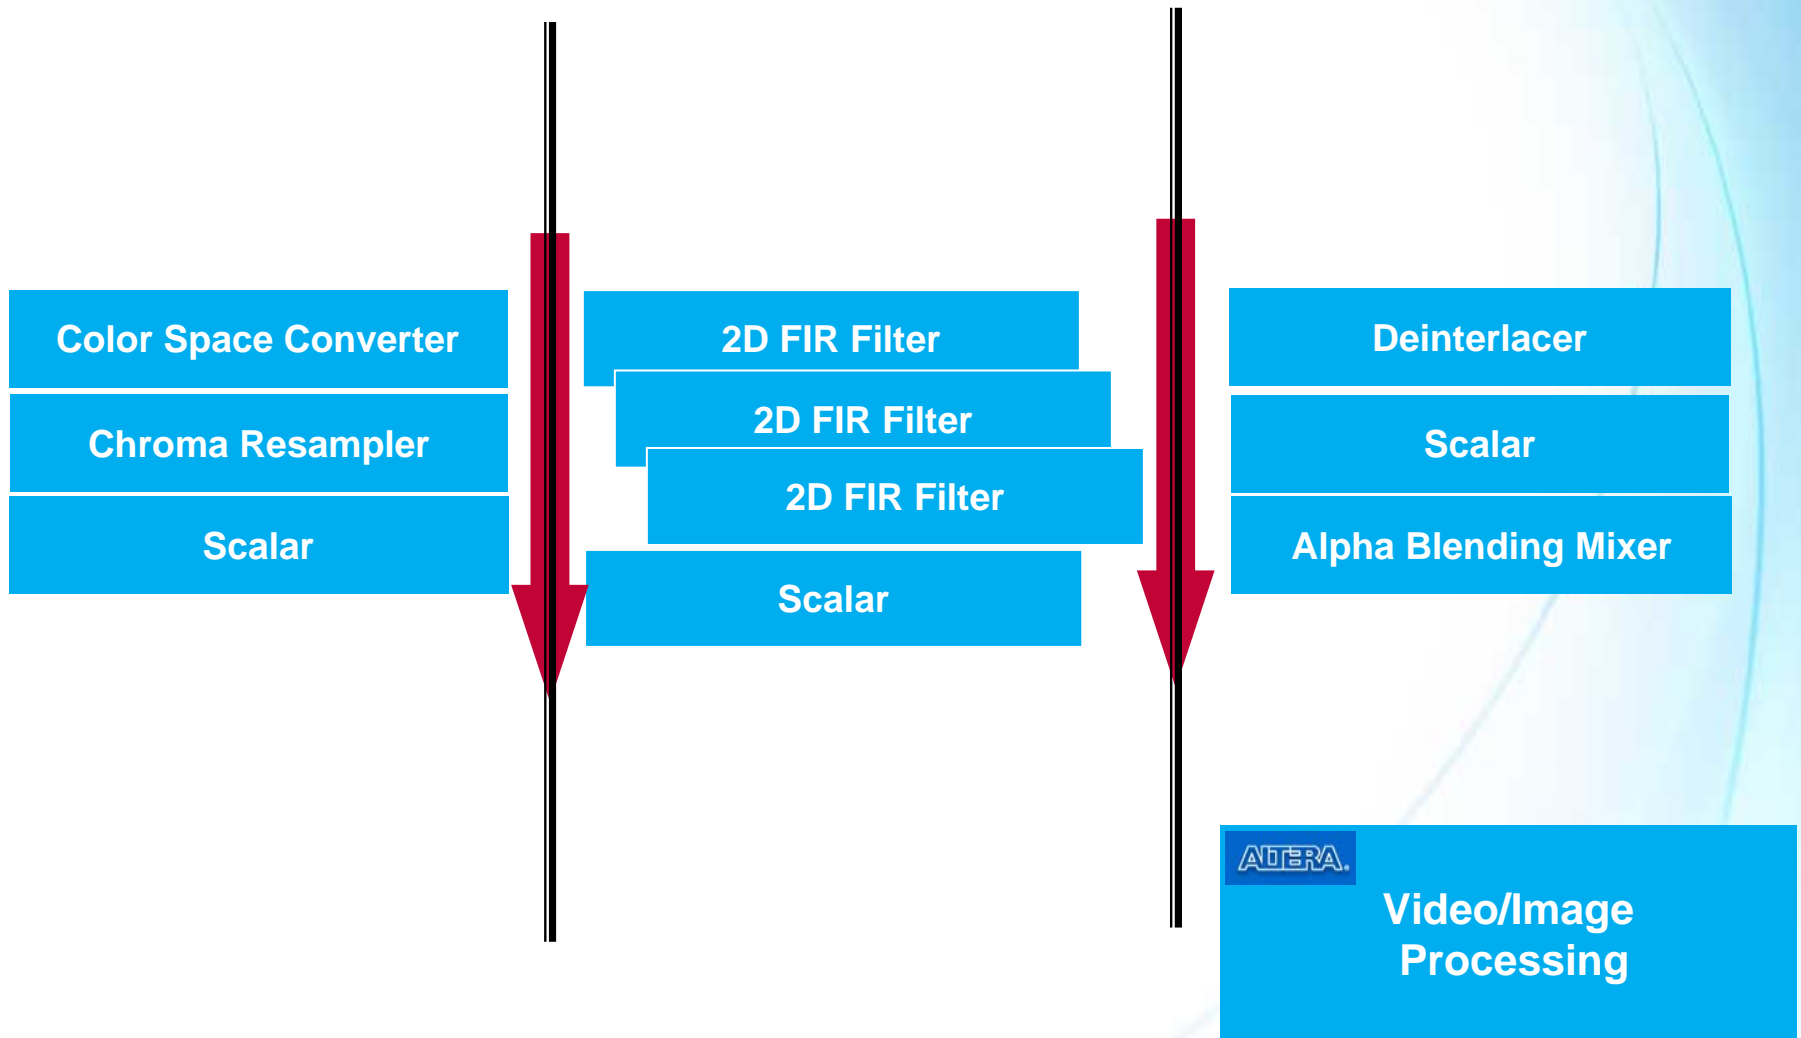 Color Space Converter
Chroma Resampler
Scalar
2D FIR Filter
2D FIR Filter
2D FIR Filter
Scalar
Deinterlacer
Scalar
Alpha Blending Mixer
ALTERA.
Video/Image
Processing